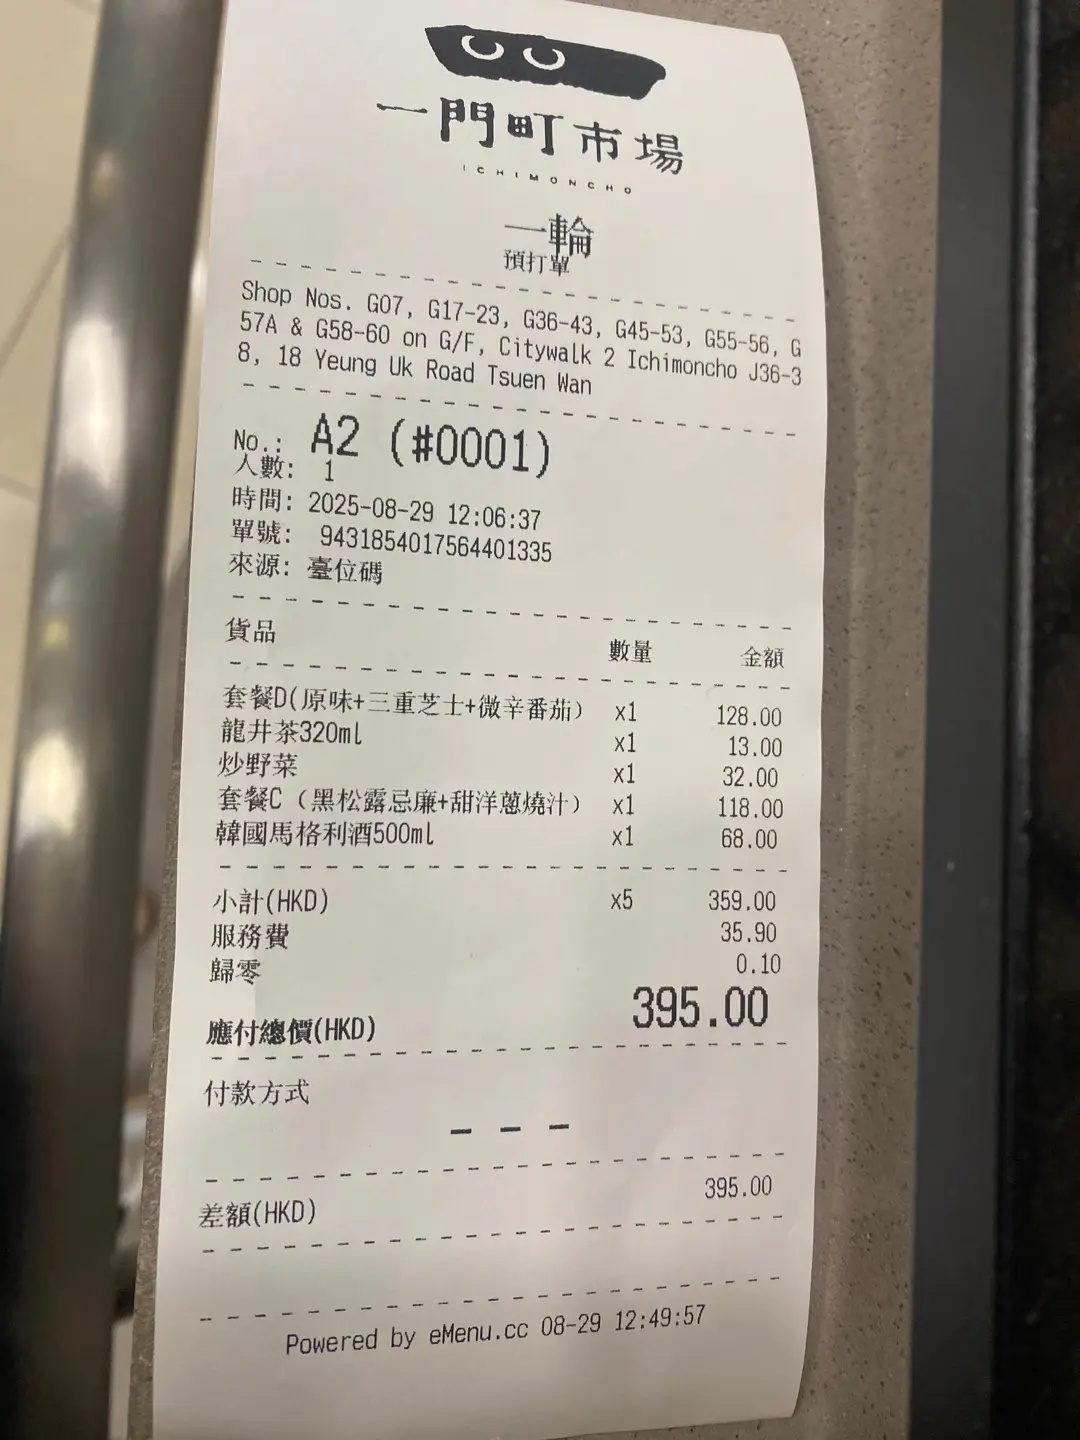 一門町市場
ICHIMONCHO
一輪
預打單
Shop Nos. G07, G17-23, G36-43, G45-53, G55-56, G
57A & G58-60 on G/F, Citywalk 2 Ichimoncho J36-3
8, 18 Yeung Uk Road Tsuen Wan
No.: A2 (#0001)
人數: 1
時間: 2025-08-29 12:06:37
單號: 9431854017564401335
來源: 臺位碼
貨品 數量 金額
套餐D(原味+三重芝士+微辛番茄) x1 128.00
龍井茶320ml x1 13.00
炒野菜 x1 32.00
套餐C（黑松露忌廉+甜洋蔥燒汁） x1 118.00
韓國馬格利酒500ml x1 68.00
小計(HKD) x5 359.00
服務費 35.90
歸零 0.10
應付總價(HKD) 395.00
付款方式
---
差額(HKD) 395.00
Powered by eMenu.cc 08-29 12:49:57